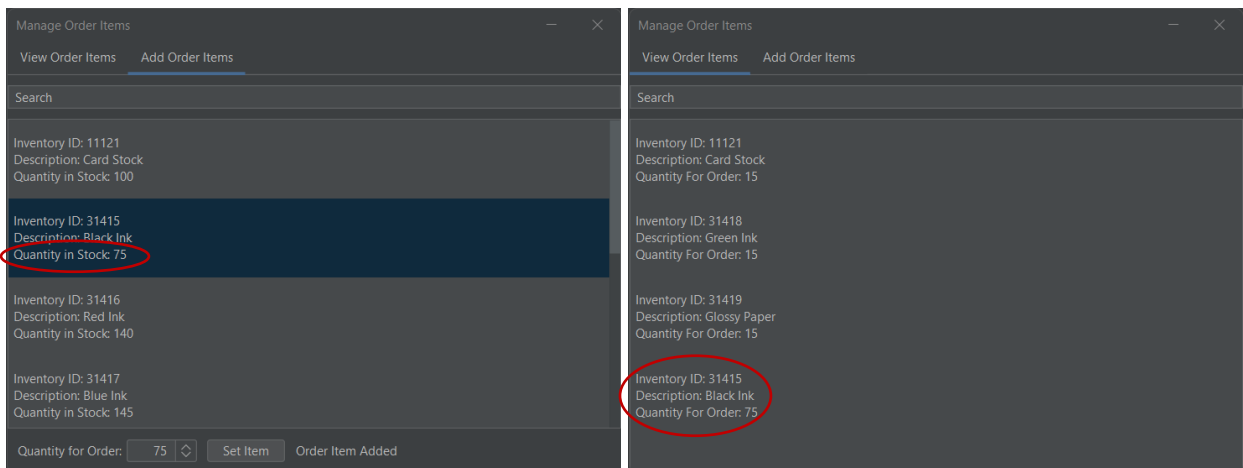 Manage Order Items
View Order Items Add Order Items
Search
Inventory ID: 11121
Description: Card Stock
Quantity in Stock: 100
Inventory ID: 31415
Description: Black Ink
Quantity in Stock: 75
Inventory ID: 31416
Description: Red Ink
Quantity in Stock: 140
Inventory ID: 31417
Description: Blue Ink
Quantity in Stock: 145
Quantity for Order: 75 Set Item Order Item Added
Manage Order Items
View Order Items Add Order Items
Search
Inventory ID: 11121
Description: Card Stock
Quantity For Order: 15
Inventory ID: 31418
Description: Green Ink
Quantity For Order: 15
Inventory ID: 31419
Description: Glossy Paper
Quantity For Order: 15
Inventory ID: 31415
Description: Black Ink
Quantity For Order: 75